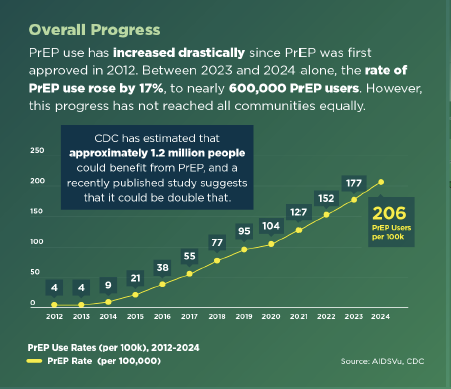 Overall Progress
PrEP use has increased drastically since PrEP was first
approved in 2012. Between 2023 and 2024 alone, the rate of
PrEP use rose by 17%, to nearly 600,000 PrEP users. However,
this progress has not reached all communities equally.
CDC has estimated that
approximately 1.2 million people
could benefit from PrEP, and a
recently published study suggests
that it could be double that.
250
200
150
100
50
0
4
4
9
21
38
55
77
95
104
127
152
177
206
PrEP Users
per 100k
2012 2013 2014 2015 2016 2017 2018 2019 2020 2021 2022 2023 2024
PrEP Use Rates (per 100k), 2012-2024
PrEP Rate (per 100,000)
Source: AIDSVu, CDC